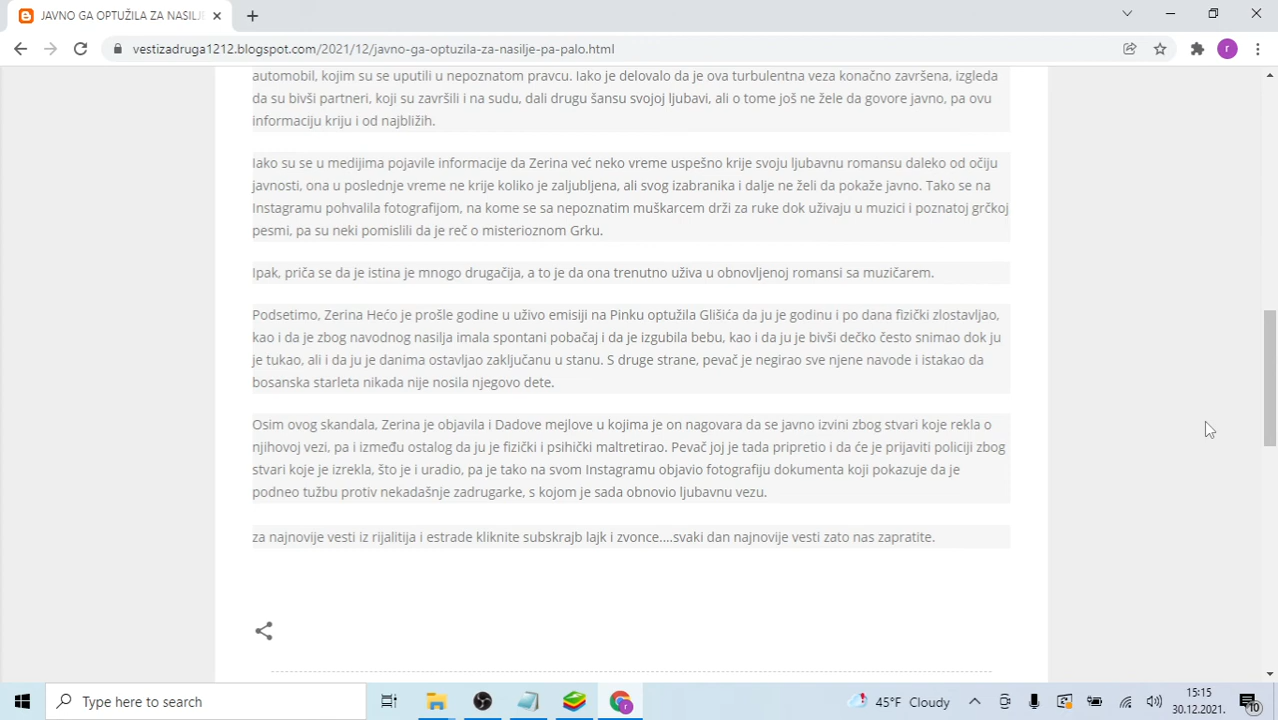 JAVNO GA OPTUŽILA ZA NASILJE
vestizadruga1212.blogspot.com/2021/12/javno-ga-optuzila-za-nasilje-pa-palo.html
r
automobil, kojim su se uputili u nepoznatom pravcu. Iako je delovalo da je ova turbulentna veza konačno završena, izgleda
da su bivši partneri, koji su završili i na sudu, dali drugu šansu svojoj ljubavi, ali o tome još ne žele da govore javno, pa ovu
informaciju kriju i od najbližih.
Iako su se u medijima pojavile informacije da Zerina već neko vreme uspešno krije svoju ljubavnu romansu daleko od očiju
javnosti, ona u poslednje vreme ne krije koliko je zaljubljena, ali svog izabranika i dalje ne želi da pokaže javno. Tako se na
Instagramu pohvalila fotografijom, na kome se sa nepoznatim muškarcem drži za ruke dok uživaju u muzici i poznatoj grčkoj
pesmi, pa su neki pomislili da je reč o misterioznom Grku.
Ipak, priča se da je istina je mnogo drugačija, a to je da ona trenutno uživa u obnovljenoj romansi sa muzičarem.
Podsetimo, Zerina Hećo je prošle godine u uživo emisiji na Pinku optužila Glišića da ju je godinu i po dana fizički zlostavljao,
kao i da je zbog navodnog nasilja imala spontani pobačaj i da je izgubila bebu, kao i da ju je bivši dečko često snimao dok ju
je tukao, ali i da ju je danima ostavljao zaključanu u stanu. S druge strane, pevač je negirao sve njene navode i istakao da
bosanska starleta nikada nije nosila njegovo dete.
Osim ovog skandala, Zerina je objavila i Dadove mejlove u kojima je on nagovara da se javno izvini zbog stvari koje rekla o
njihovoj vezi, pa i između ostalog da ju je fizički i psihički maltretirao. Pevač joj je tada pripretio i da će je prijaviti policiji zbog
stvari koje je izrekla, što je i uradio, pa je tako na svom Instagramu objavio fotografiju dokumenta koji pokazuje da je
podneo tužbu protiv nekadašnje zadrugarke, s kojom je sada obnovio ljubavnu vezu.
za najnovije vesti iz rijalitija i estrade kliknite subskrajb lajk i zvonce....svaki dan najnovije vesti zato nas zapratite.
Type here to search
r
45°F Cloudy
15:15
30.12.2021.
10